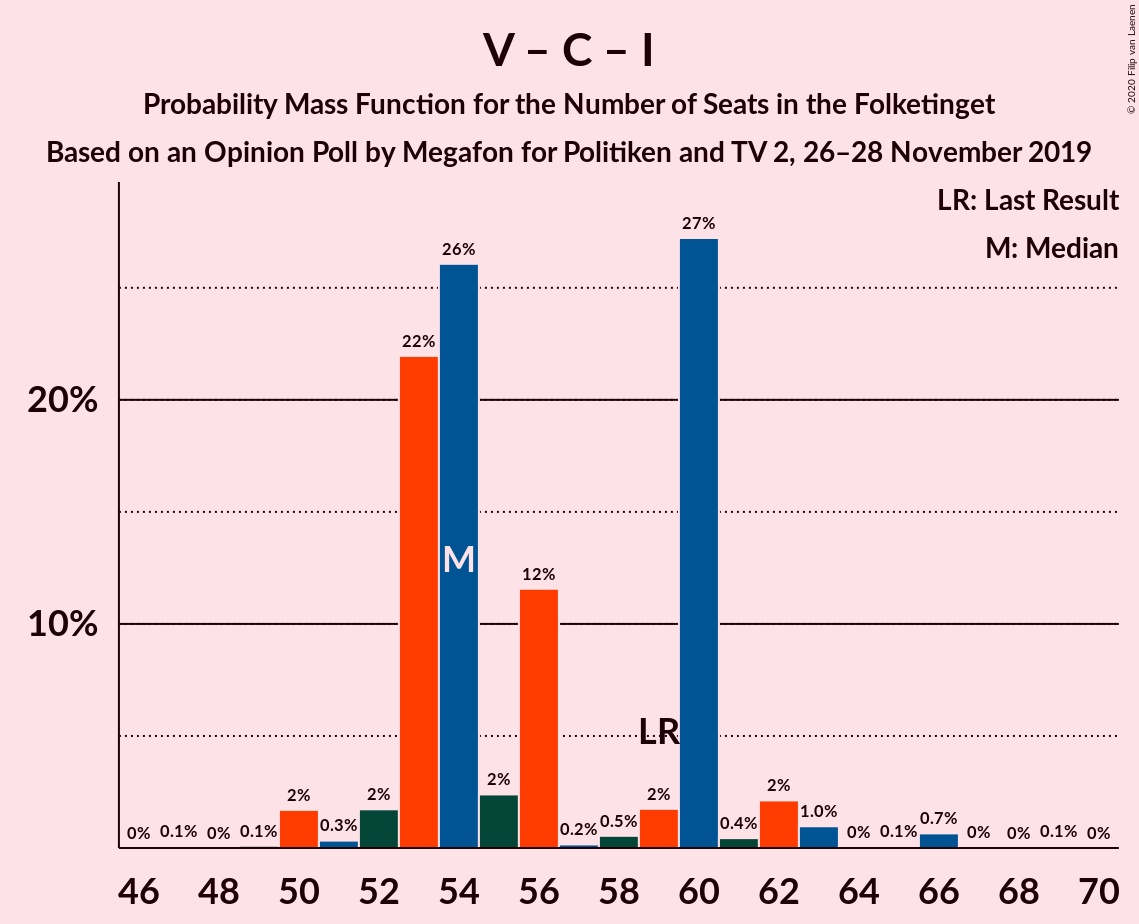 V – C – I
Probability Mass Function for the Number of Seats in the Folketinget
Based on an Opinion Poll by Megafon for Politiken and TV 2, 26–28 November 2019
© 2020 Filip van Laenen
LR: Last Result
M: Median
20%
10%
0% 0.1% 0% 0.1% 2% 0.3% 2% 22% 26% 2% 12% 0.2% 0.5% 2% 27% 0.4% 2% 1.0% 0% 0.1% 0.7% 0% 0% 0.1% 0%
M
LR
46 48 50 52 54 56 58 60 62 64 66 68 70